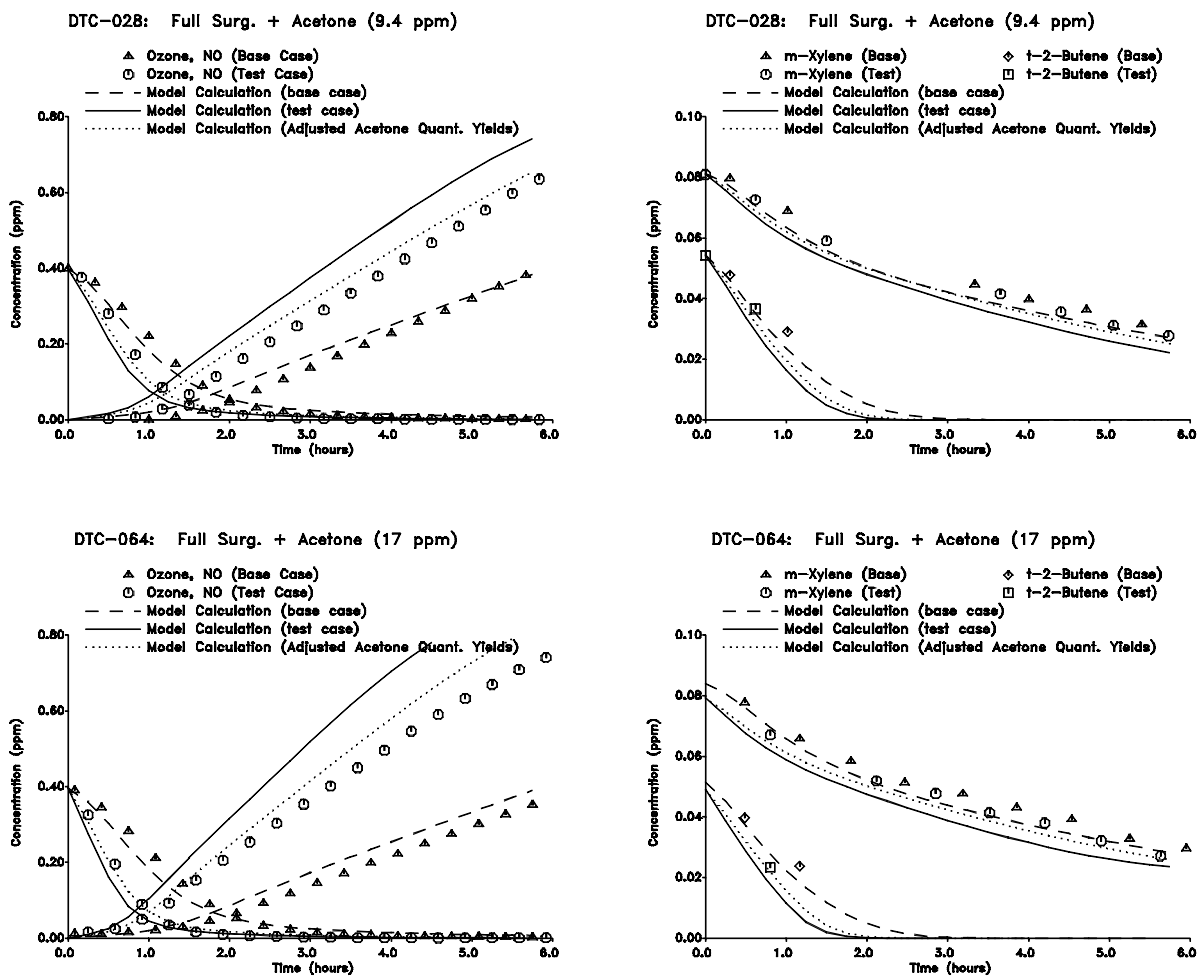 DTC-028: Full Surg. + Acetone (9.4 ppm)
Ozone, NO (Base Case)
Ozone, NO (Test Case)
Model Calculation (base case)
Model Calculation (test case)
Model Calculation (Adjusted Acetone Quant. Yields)
0.80
0.60
0.40
0.20
0.00
Concentration (ppm)
0.0 1.0 2.0 3.0 4.0 5.0 6.0
Time (hours)
DTC-028: Full Surg. + Acetone (9.4 ppm)
m-Xylene (Base) t-2-Butene (Base)
m-Xylene (Test) t-2-Butene (Test)
Model Calculation (base case)
Model Calculation (test case)
Model Calculation (Adjusted Acetone Quant. Yields)
0.10
0.08
0.06
0.04
0.02
0.00
Concentration (ppm)
0.0 1.0 2.0 3.0 4.0 5.0 6.0
Time (hours)
DTC-064: Full Surg. + Acetone (17 ppm)
Ozone, NO (Base Case)
Ozone, NO (Test Case)
Model Calculation (base case)
Model Calculation (test case)
Model Calculation (Adjusted Acetone Quant. Yields)
0.80
0.60
0.40
0.20
0.00
Concentration (ppm)
0.0 1.0 2.0 3.0 4.0 5.0 6.0
Time (hours)
DTC-064: Full Surg. + Acetone (17 ppm)
m-Xylene (Base) t-2-Butene (Base)
m-Xylene (Test) t-2-Butene (Test)
Model Calculation (base case)
Model Calculation (test case)
Model Calculation (Adjusted Acetone Quant. Yields)
0.10
0.08
0.06
0.04
0.02
0.00
Concentration (ppm)
0.0 1.0 2.0 3.0 4.0 5.0 6.0
Time (hours)